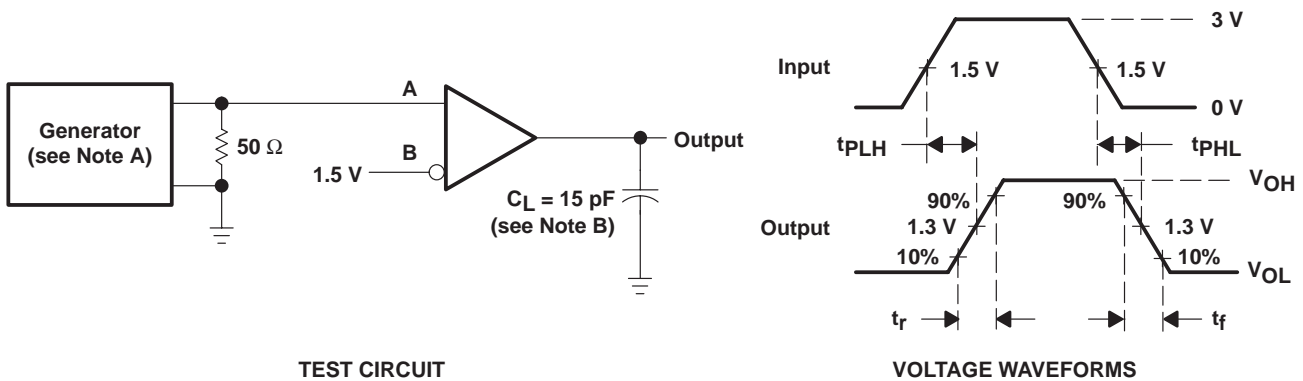 Generator
(see Note A)
50 Ω
A
B
1.5 V
Output
CL = 15 pF
(see Note B)
TEST CIRCUIT
Input
3 V
1.5 V
1.5 V
0 V
tPLH
tPHL
VOH
90%
90%
Output
1.3 V
1.3 V
10%
10%
VOL
tr
tf
VOLTAGE WAVEFORMS